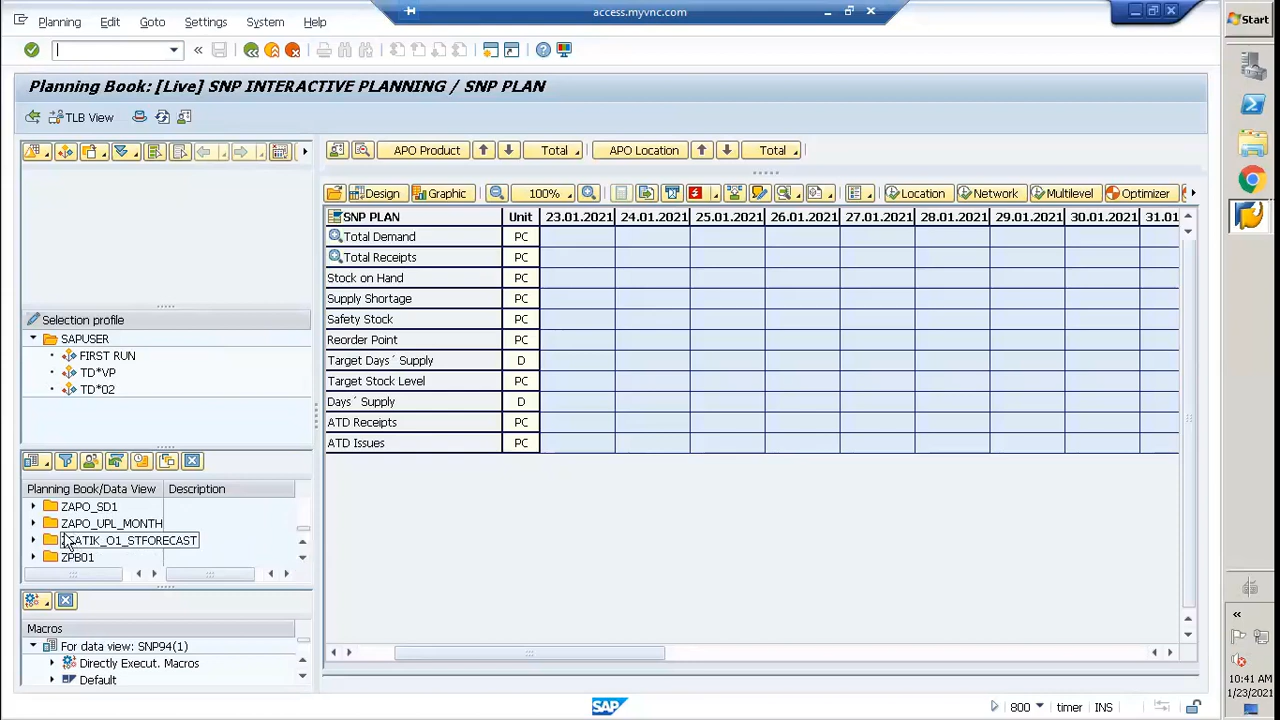 access.myvnc.com
Planning Edit Goto Settings System Help
Planning Book: [Live] SNP INTERACTIVE PLANNING / SNP PLAN
TLB View
APO Product Total APO Location Total
Design Graphic 100% Location Network Multilevel Optimizer
SNP PLAN Unit 23.01.2021 24.01.2021 25.01.2021 26.01.2021 27.01.2021 28.01.2021 29.01.2021 30.01.2021 31.01
Total Demand PC
Total Receipts PC
Stock on Hand PC
Supply Shortage PC
Safety Stock PC
Reorder Point PC
Target Days´ Supply D
Target Stock Level PC
Days´ Supply D
ATD Receipts PC
ATD Issues PC
Selection profile
SAPUSER
FIRST RUN
TD*VP
TD*02
Planning Book/Data View Description
ZAPO_SD1
ZAPO_UPL_MONTH
SATIK_O1_STFORECAST
ZPB01
Macros
For data view: SNP94(1)
Directly Execut. Macros
Default
SAP
800 timer INS
Start
10:41 AM
1/23/2021